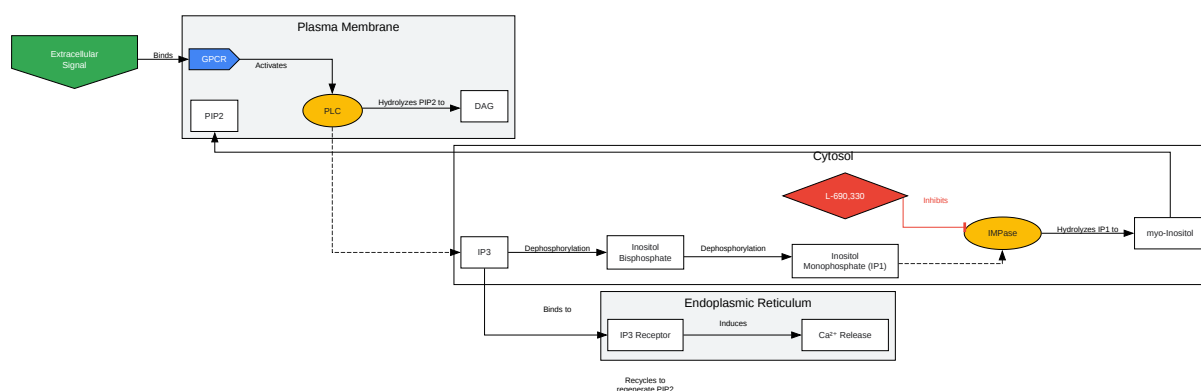 Plasma Membrane
Extracellular
Signal
Binds
GPCR
Activates
PIP2
PLC
Hydrolyzes PIP2 to
DAG
Cytosol
L-690,330
Inhibits
IMPase
Hydrolyzes IP1 to
myo-Inositol
IP3
Dephosphorylation
Inositol
Bisphosphate
Dephosphorylation
Inositol
Monophosphate (IP1)
Endoplasmic Reticulum
Binds to
IP3 Receptor
Induces
Ca²⁺ Release
Recycles to
regenerate PIP2